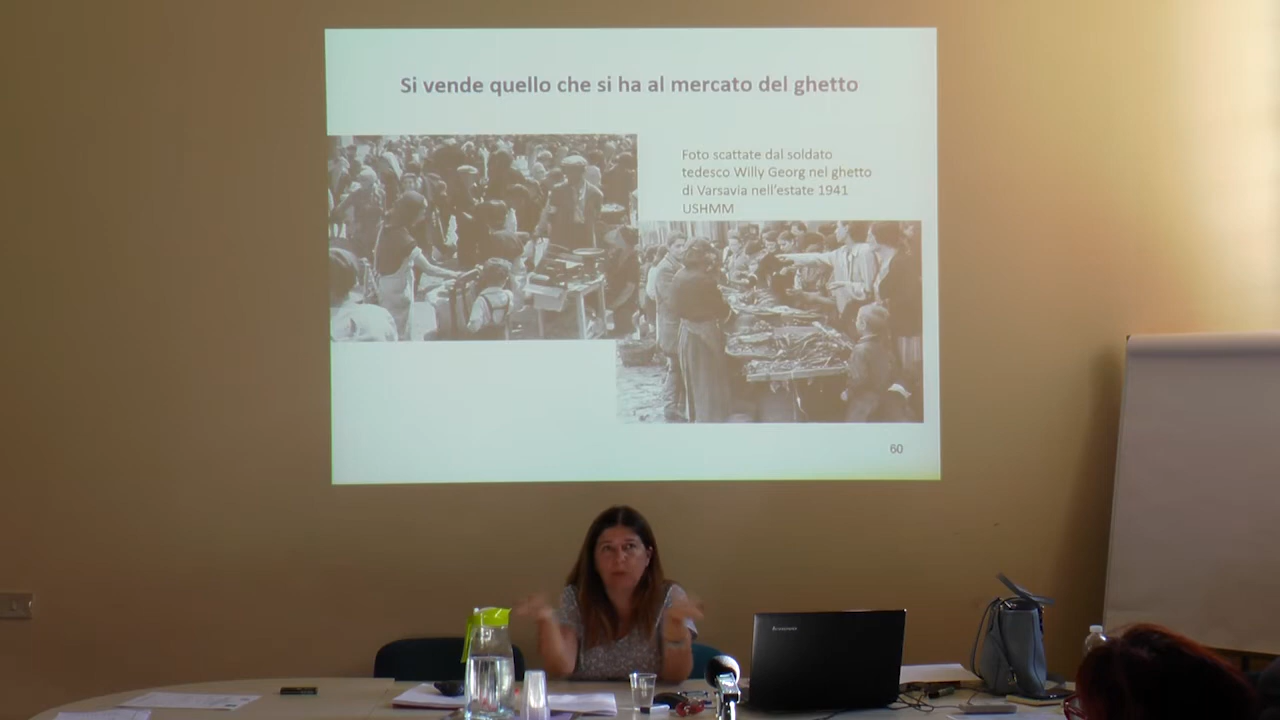 Si vende quello che si ha al mercato del ghetto
Foto scattate dal soldato
tedesco Willy Georg nel ghetto
di Varsavia nell'estate 1941
USHMM
60